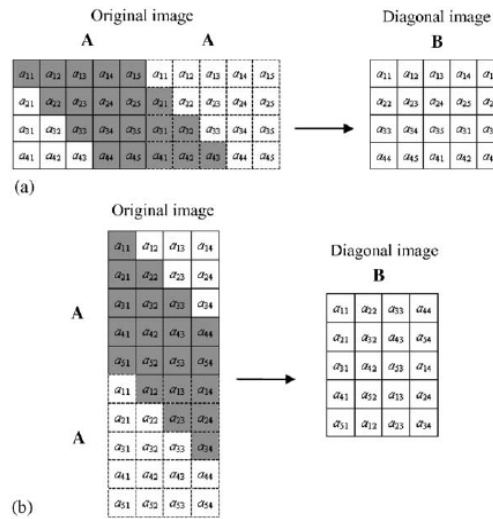 Original image
A A
a11 a12 a13 a14 a15 a11 a12 a13 a14 a15
a21 a22 a23 a24 a25 a21 a22 a23 a24 a25
a31 a32 a33 a34 a35 a31 a32 a33 a34 a35
a41 a42 a43 a44 a45 a41 a42 a43 a44 a45
Diagonal image
B
a11 a12 a13 a14
a22 a23 a24 a25
a33 a34 a35 a31
a44 a45 a41 a42
(a)
Original image
A
A
a11 a12 a13 a14
a21 a22 a23 a24
a31 a32 a33 a34
a41 a42 a43 a44
a51 a52 a53 a54
a11 a12 a13 a14
a21 a22 a23 a24
a31 a32 a33 a34
a41 a42 a43 a44
a51 a52 a53 a54
Diagonal image
B
a11 a22 a33 a44
a21 a32 a43 a54
a31 a42 a53 a14
a41 a52 a13 a24
a51 a12 a23 a34
(b)